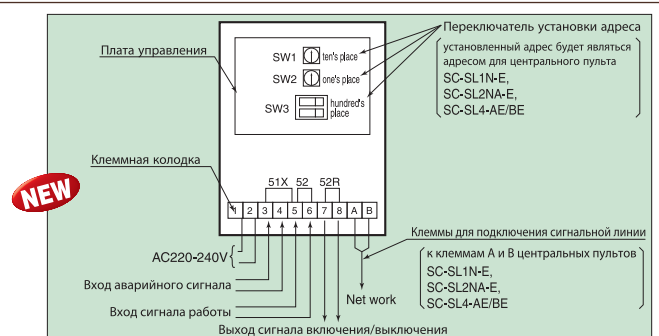 Переключатель установки адреса
установленный адрес будет являться
адресом для центрального пульта
SC-SL1N-E,
SC-SL2NA-E,
SC-SL4-AE/BE
Плата управления
SW1 ten's place
SW2 one's place
SW3 hundred's
place
Клеммная колодка
NEW
51X 52 52R
1 2 3 4 5 6 7 8 A B
Клеммы для подключения сигнальной линии
к клеммам А и В центральных пультов
SC-SL1N-E,
SC-SL2NA-E,
SC-SL4-AE/BE
AC220-240V
Вход аварийного сигнала
Net work
Вход сигнала работы
Выход сигнала включения/выключения